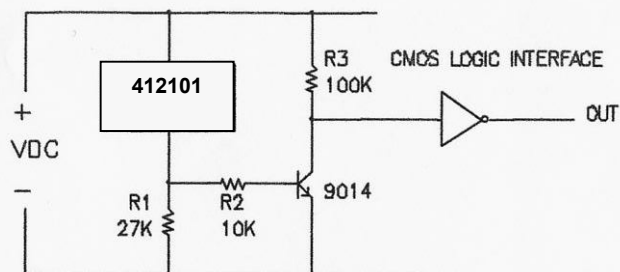 412101
R3
100K
CMOS LOGIC INTERFACE
+
VDC
−
OUT
R1
27K
R2
10K
9014